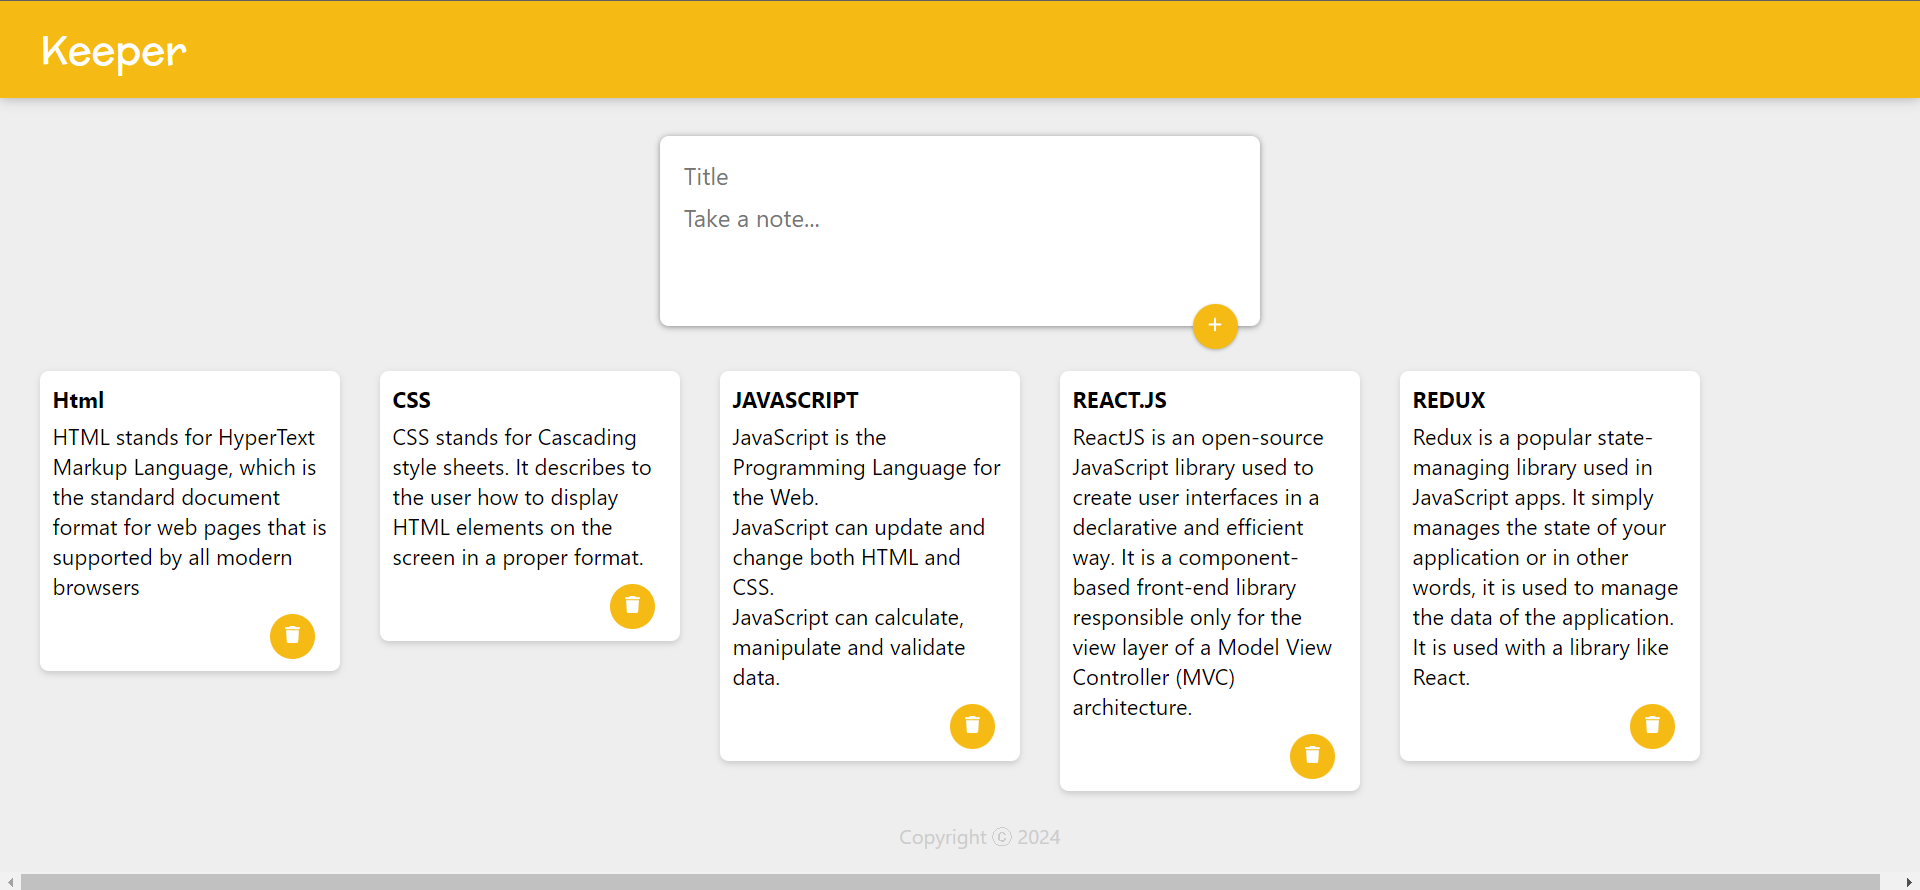 Keeper
Title
Take a note...
Html
HTML stands for HyperText
Markup Language, which is
the standard document
format for web pages that is
supported by all modern
browsers
CSS
CSS stands for Cascading
style sheets. It describes to
the user how to display
HTML elements on the
screen in a proper format.
JAVASCRIPT
JavaScript is the
Programming Language for
the Web.
JavaScript can update and
change both HTML and
CSS.
JavaScript can calculate,
manipulate and validate
data.
REACT.JS
ReactJS is an open-source
JavaScript library used to
create user interfaces in a
declarative and efficient
way. It is a component-
based front-end library
responsible only for the
view layer of a Model View
Controller (MVC)
architecture.
REDUX
Redux is a popular state-
managing library used in
JavaScript apps. It simply
manages the state of your
application or in other
words, it is used to manage
the data of the application.
It is used with a library like
React.
Copyright ⓒ 2024